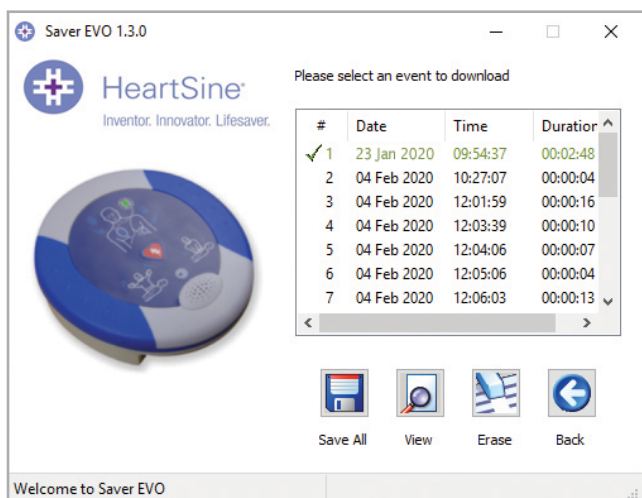 Saver EVO 1.3.0
HeartSine®
Inventor. Innovator. Lifesaver.
Please select an event to download
# Date Time Duration
1 23 Jan 2020 09:54:37 00:02:48
2 04 Feb 2020 10:27:07 00:00:04
3 04 Feb 2020 12:01:59 00:00:16
4 04 Feb 2020 12:03:39 00:00:10
5 04 Feb 2020 12:04:06 00:00:07
6 04 Feb 2020 12:05:06 00:00:04
7 04 Feb 2020 12:06:03 00:00:13
Save All View Erase Back
Welcome to Saver EVO